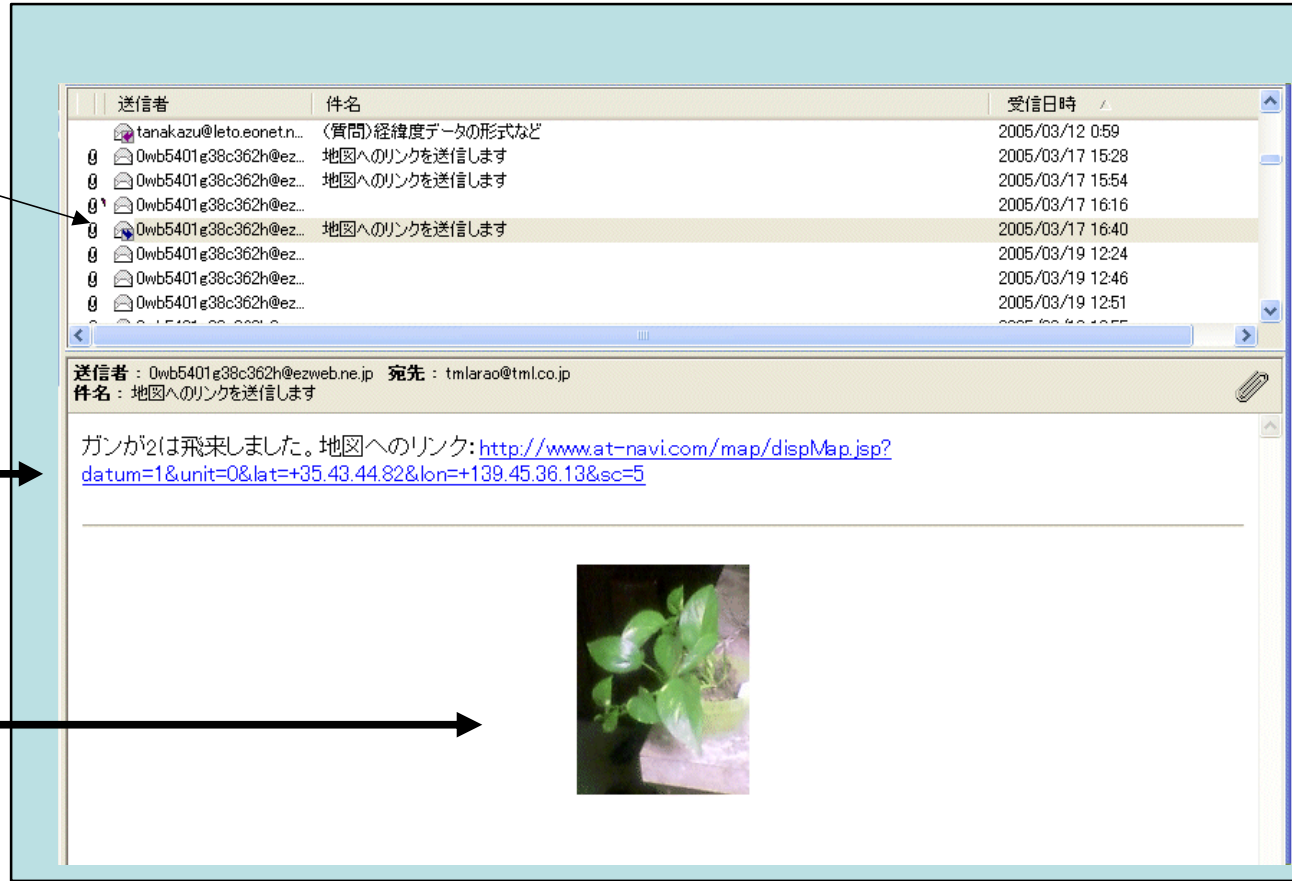 送信者 件名 受信日時
tanakazu@leto.eonet.n... (質問)経緯度データの形式など 2005/03/12 0:59
0wb5401g38c362h@ez... 地図へのリンクを送信します 2005/03/17 15:28
0wb5401g38c362h@ez... 地図へのリンクを送信します 2005/03/17 15:54
0wb5401g38c362h@ez... 2005/03/17 16:16
0wb5401g38c362h@ez... 地図へのリンクを送信します 2005/03/17 16:40
0wb5401g38c362h@ez... 2005/03/19 12:24
0wb5401g38c362h@ez... 2005/03/19 12:46
0wb5401g38c362h@ez... 2005/03/19 12:51
送信者 : 0wb5401g38c362h@ezweb.ne.jp 宛先 : tmlarao@tml.co.jp
件名 : 地図へのリンクを送信します
ガンが2は飛来しました。地図へのリンク: http://www.at-navi.com/map/dispMap.jsp?
datum=1&unit=0&lat=+35.43.44.82&lon=+139.45.36.13&sc=5